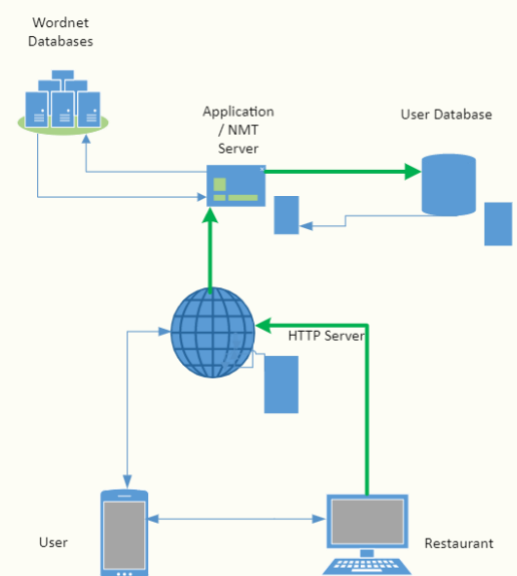 Wordnet
Databases
Application
/ NMT
Server
User Database
HTTP Server
User
Restaurant